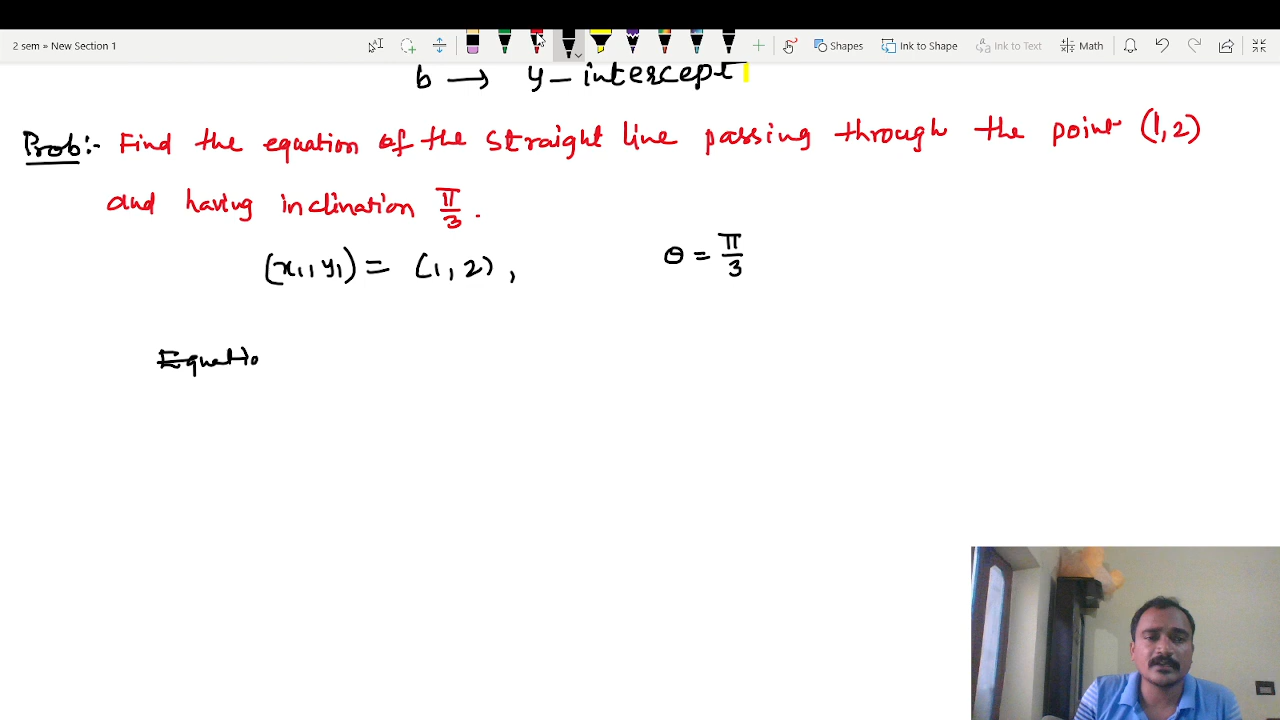 2 sem » New Section 1
Shapes Ink to Shape Ink to Text Math
b → y - intercept
Prob:- Find the equation of the straight line passing through the point (1,2)
and having inclination π/3.
(x₁, y₁) = (1, 2), θ = π/3
Equatio